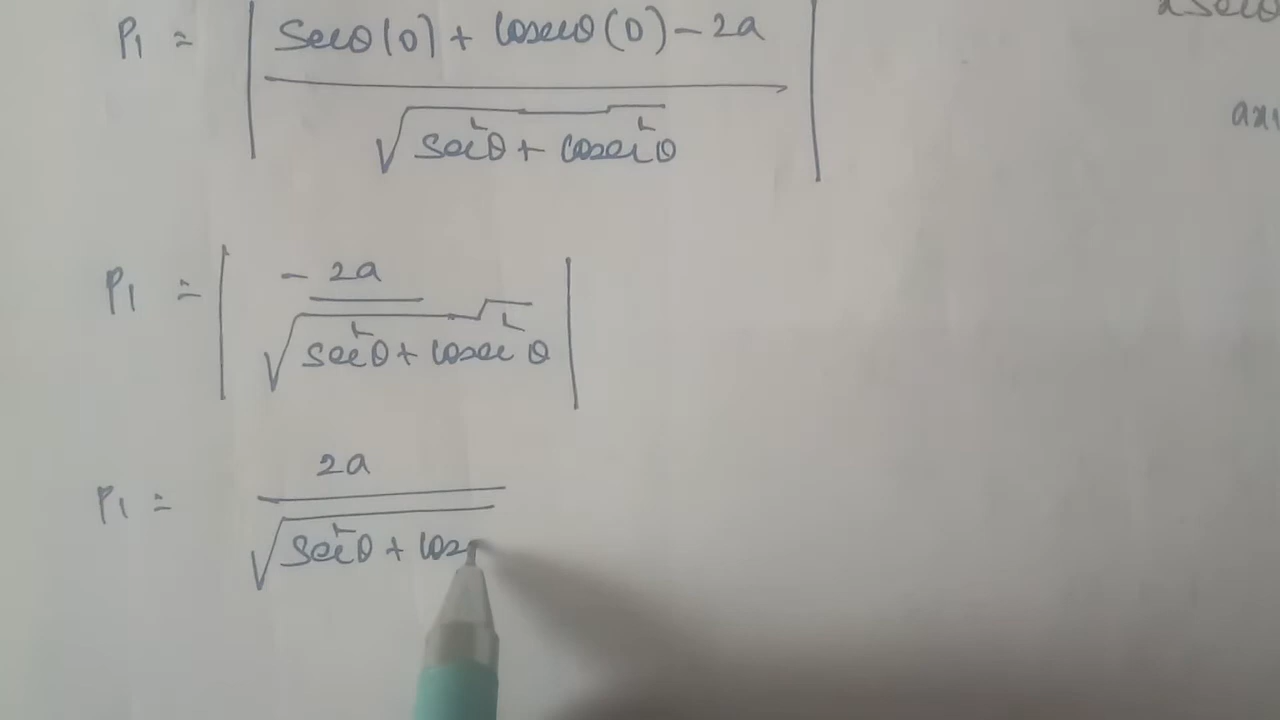 P₁ = | secθ(0) + cosecθ(0) - 2a
√sec²θ + cosec²θ |
P₁ = | - 2a
√sec²θ + cosec²θ |
P₁ = 2a
√sec²θ + cos